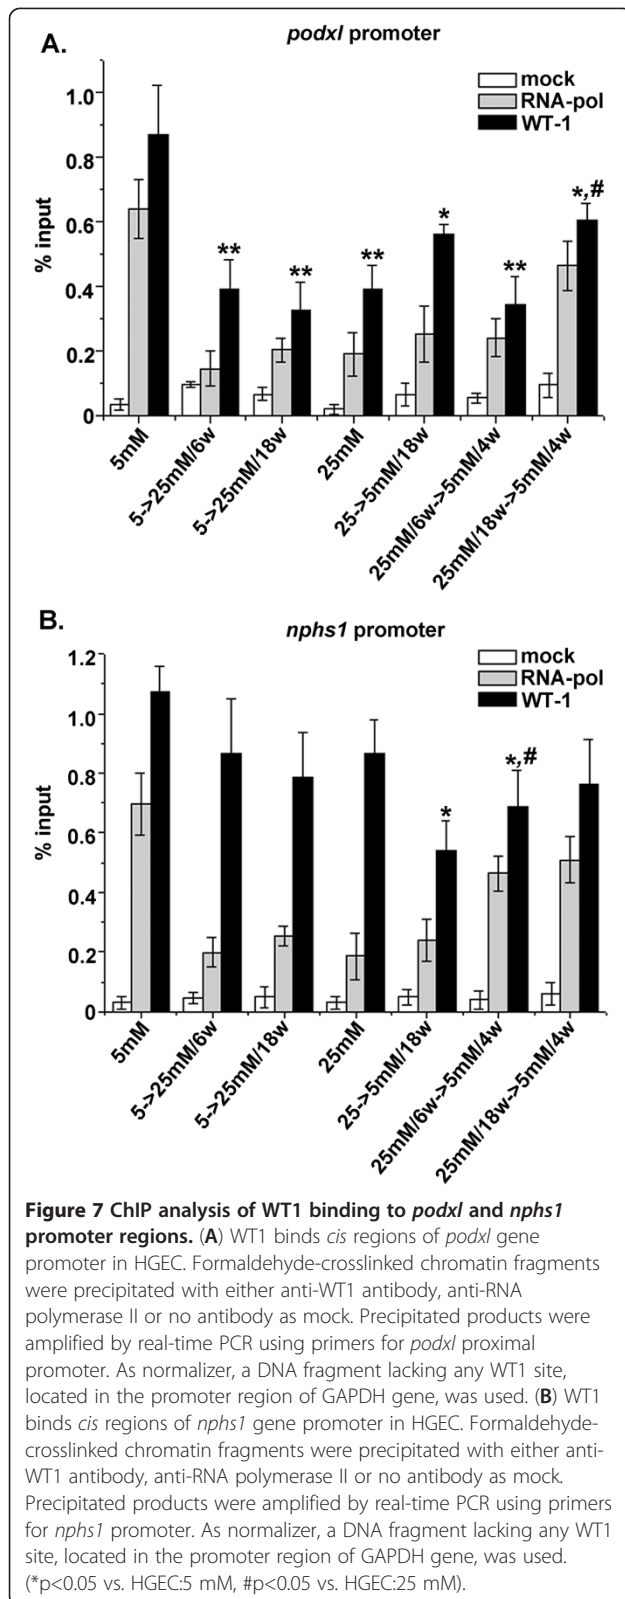 A.
podxl promoter
mock
RNA-pol
WT-1
% input
1.0
0.8
0.6
0.4
0.2
0
**
**
**
*
**
*,#
5mM
5->25mM/6w
5->25mM/18w
25mM
25->5mM/18w
25mM/6w->5mM/4w
25mM/18w->5mM/4w
B.
nphs1 promoter
mock
RNA-pol
WT-1
% input
1.2
1.0
0.8
0.6
0.4
0.2
0
*
*,#
5mM
5->25mM/6w
5->25mM/18w
25mM
25->5mM/18w
25mM/6w->5mM/4w
25mM/18w->5mM/4w
Figure 7 ChIP analysis of WT1 binding to podxl and nphs1
promoter regions. (A) WT1 binds cis regions of podxl gene
promoter in HGEC. Formaldehyde-crosslinked chromatin fragments
were precipitated with either anti-WT1 antibody, anti-RNA
polymerase II or no antibody as mock. Precipitated products were
amplified by real-time PCR using primers for podxl proximal
promoter. As normalizer, a DNA fragment lacking any WT1 site,
located in the promoter region of GAPDH gene, was used. (B) WT1
binds cis regions of nphs1 gene promoter in HGEC. Formaldehyde-
crosslinked chromatin fragments were precipitated with either anti-
WT1 antibody, anti-RNA polymerase II or no antibody as mock.
Precipitated products were amplified by real-time PCR using primers
for nphs1 promoter. As normalizer, a DNA fragment lacking any WT1
site, located in the promoter region of GAPDH gene, was used.
(*p<0.05 vs. HGEC:5 mM, #p<0.05 vs. HGEC:25 mM).